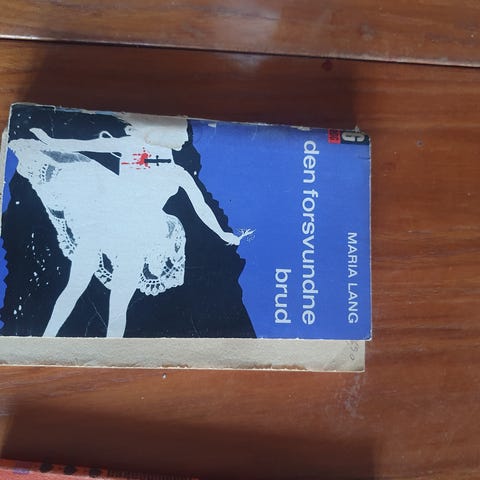 MARIA LANG
den forsvundne
brud